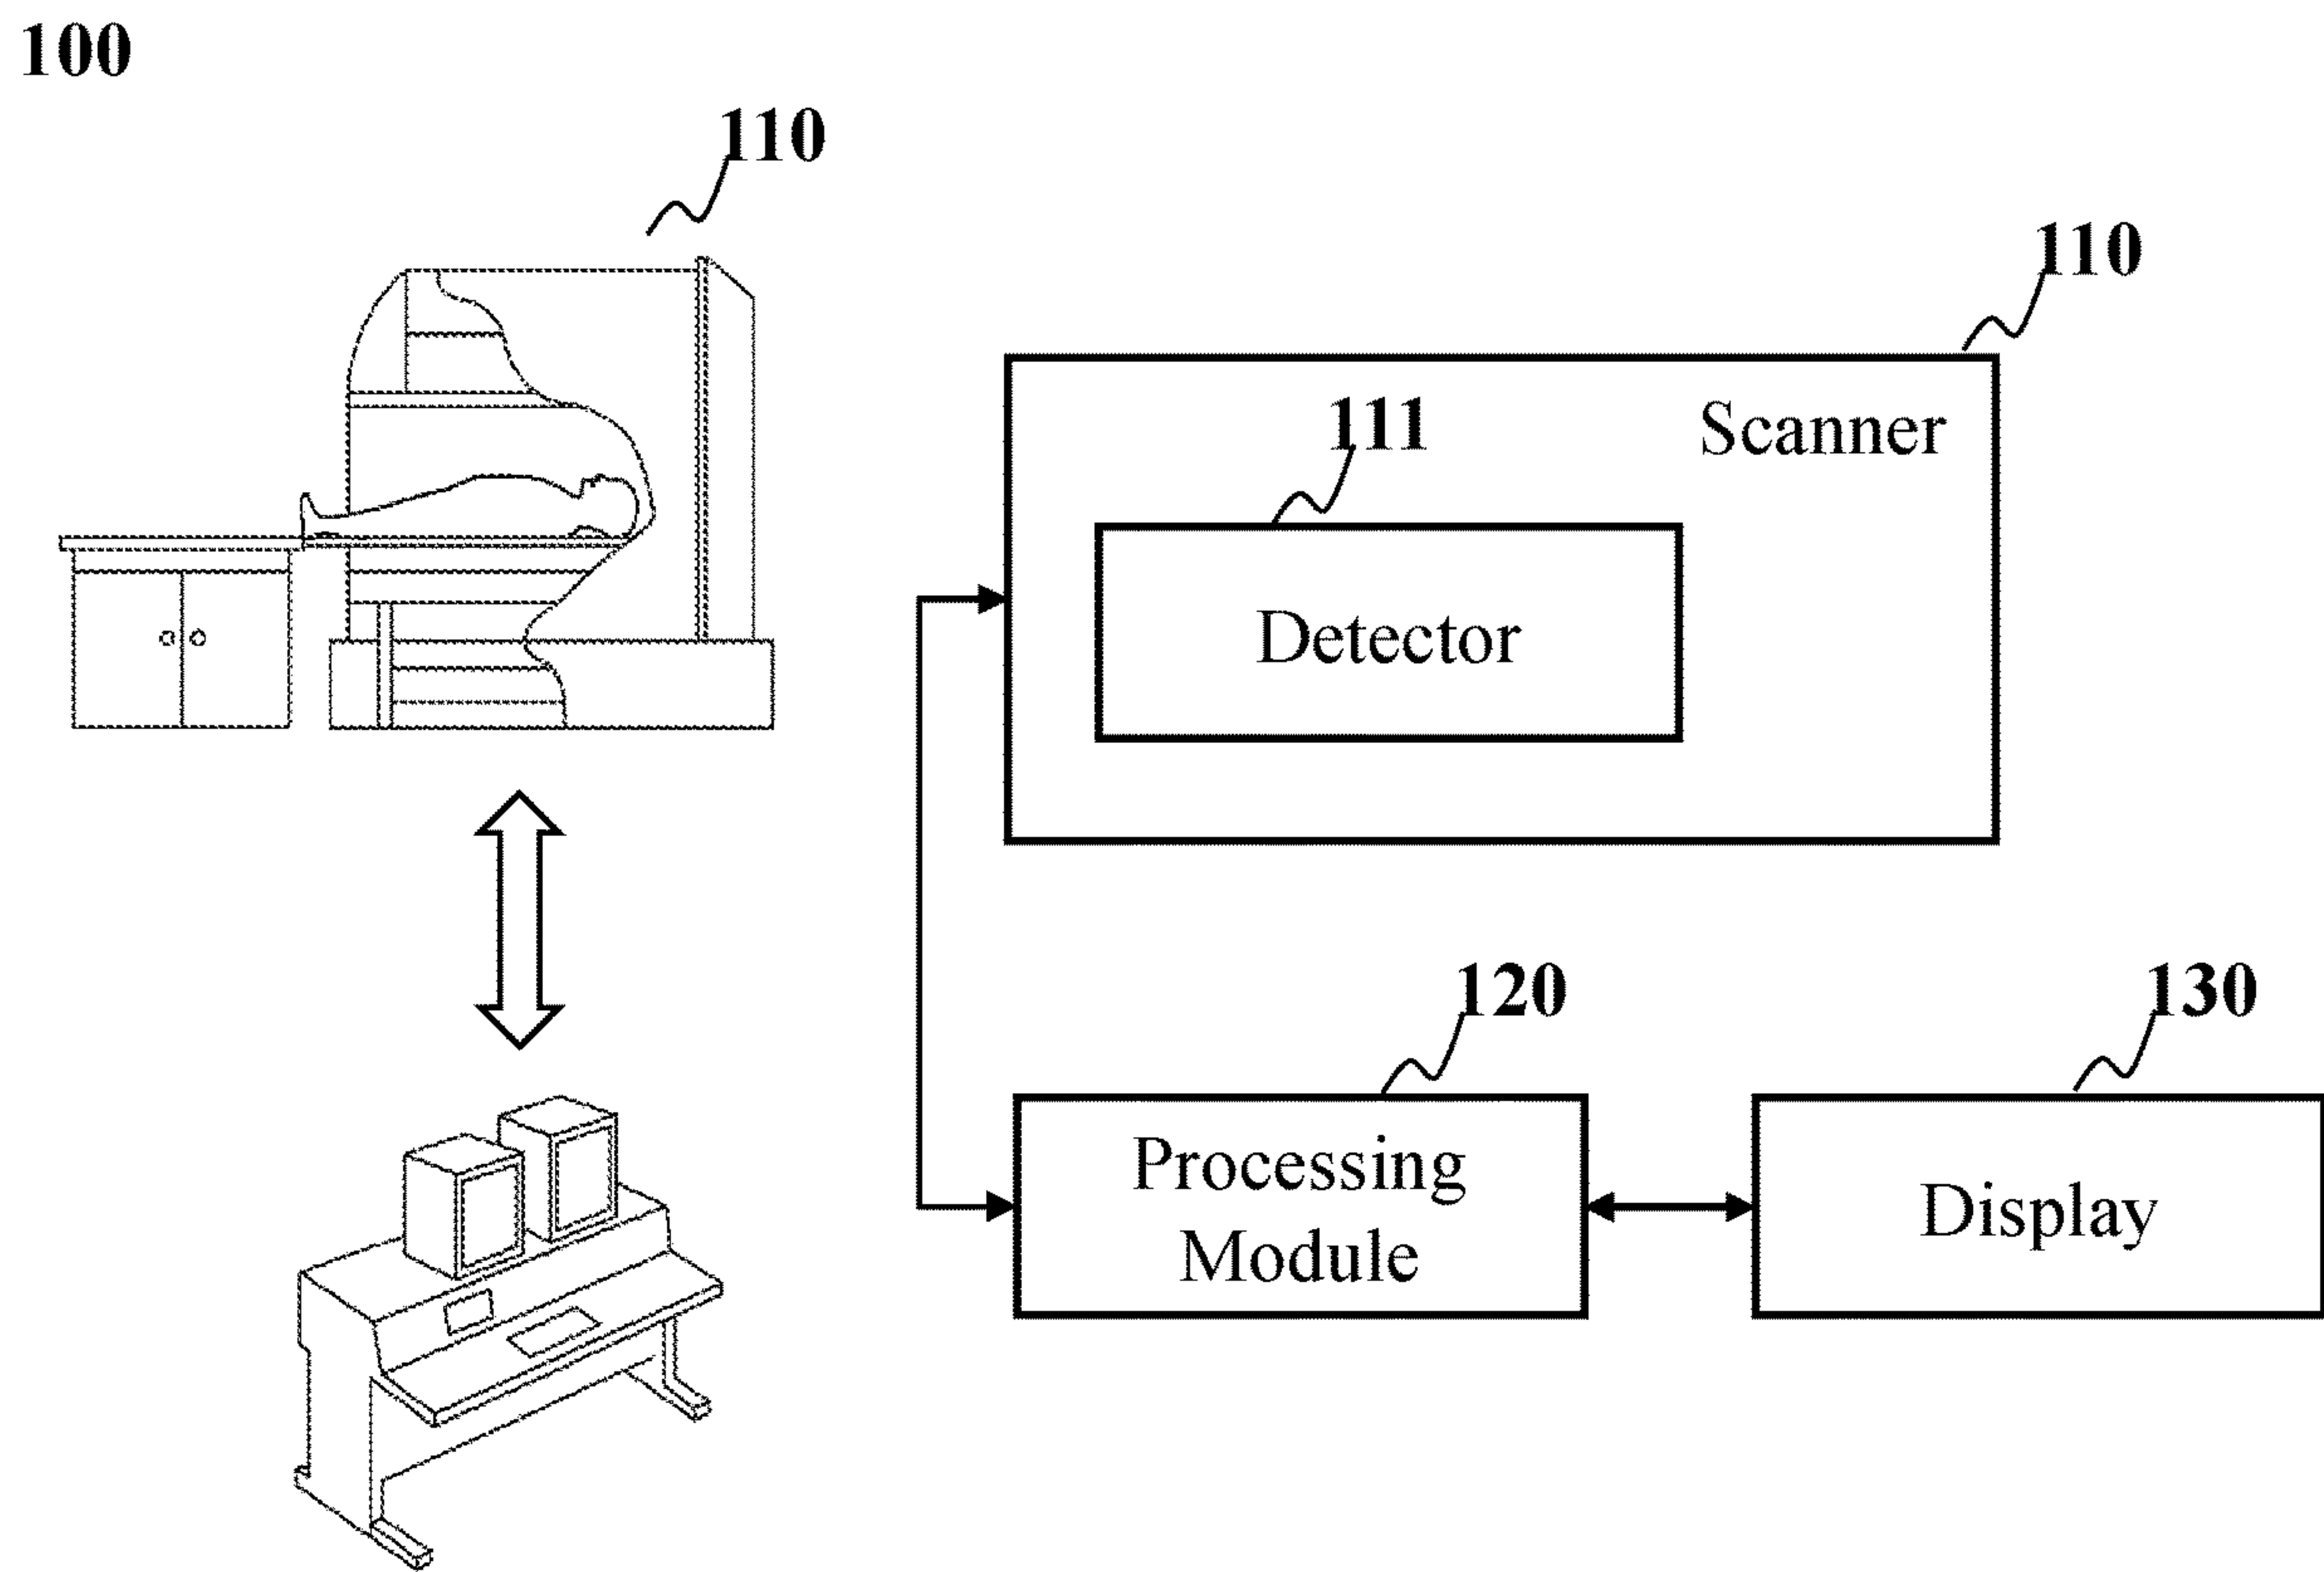 100
110
110
Scanner
111
Detector
120
130
Processing
Module
Display